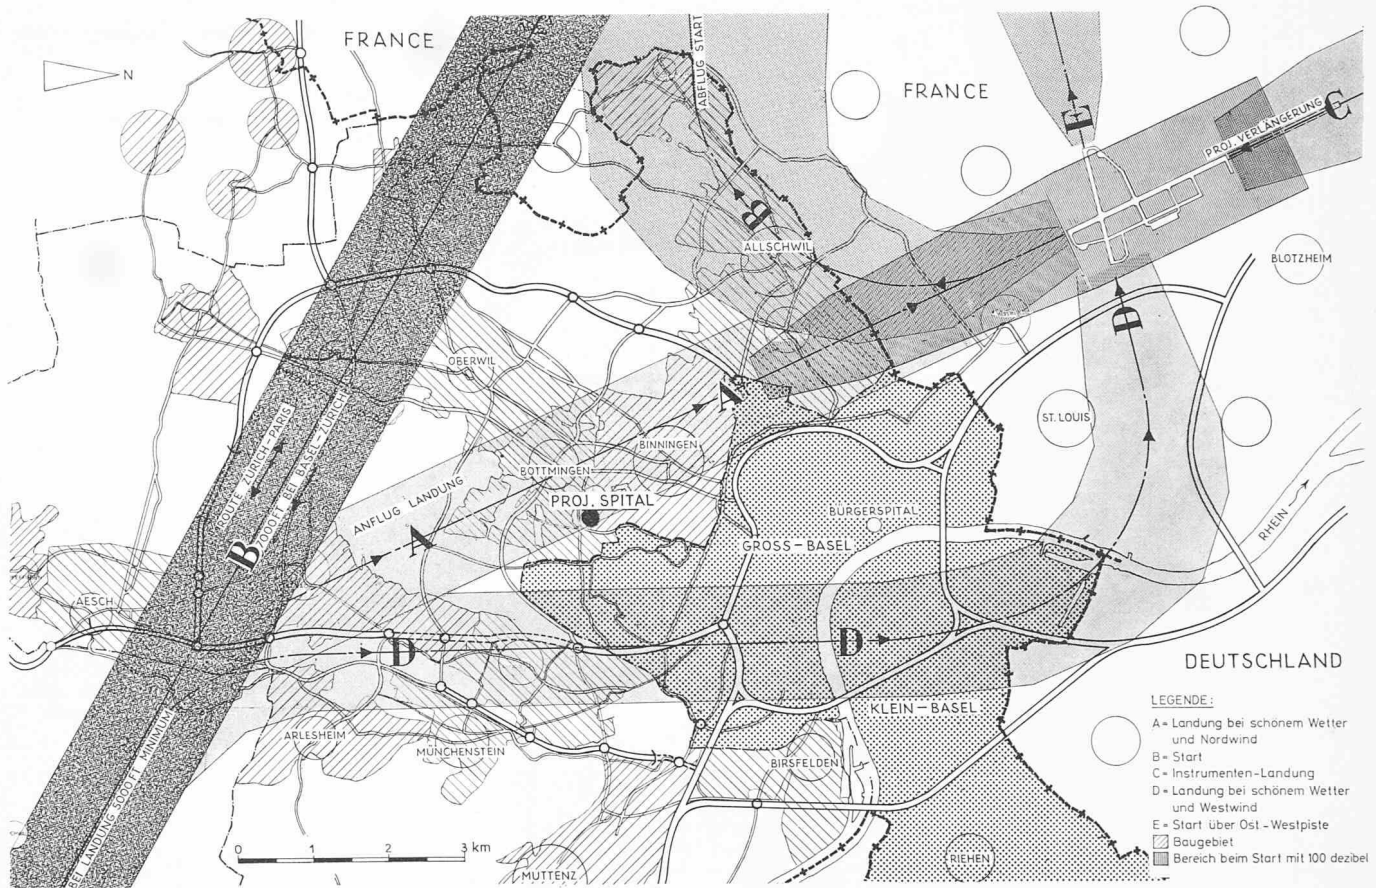 FRANCE
N
ABFLUG START
FRANCE
E
C
PROJ. VERLÄNGERUNG
B
ALLSCHWIL
BLOTZHEIM
D
OBERWIL
A
ST. LOUIS
ROUTE ZÜRICH-PARIS
7000 FT BEI BASEL-ZÜRICH
BINNINGEN
BOTTMINGEN
ANFLUG LANDUNG
PROJ. SPITAL
BÜRGERSPITAL
RHEIN
A
GROSS-BASEL
B
AESCH
D
D
DEUTSCHLAND
KLEIN-BASEL
BEI LANDUNG 5000 FT MINIMUM
ARLESHEIM
MÜNCHENSTEIN
BIRSFELDEN
LEGENDE:
A = Landung bei schönem Wetter
und Nordwind
B = Start
C = Instrumenten-Landung
D = Landung bei schönem Wetter
und Westwind
E = Start über Ost-Westpiste
Baugebiet
Bereich beim Start mit 100 dezibel
0 1 2 3 km
MUTTENZ
RIEHEN